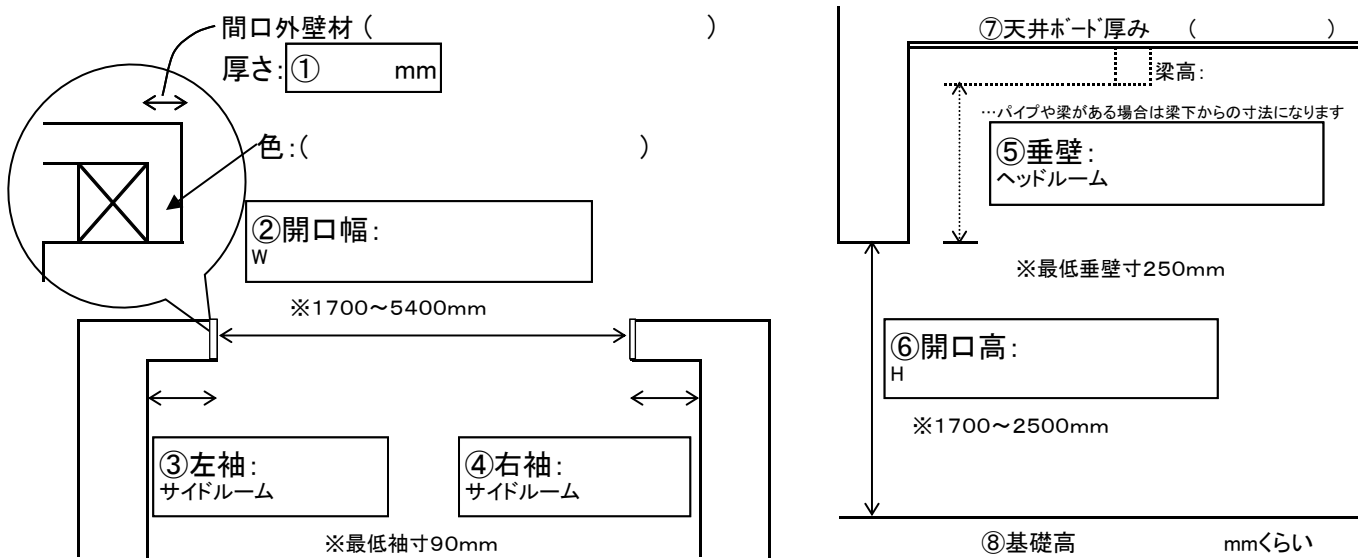 間口外壁材（　　　　　　　　　　　　　　　）
厚さ：①　　　mm
色：（　　　　　　　　　　　　　　　）
②開口幅：
W
※1700～5400mm
③左袖：
サイドルーム
④右袖：
サイドルーム
※最低袖寸90mm
⑦天井ﾎﾞｰﾄﾞ厚み　（　　　　　　）
梁高：
…パイプや梁がある場合は梁下からの寸法になります
⑤垂壁：
ヘッドルーム
※最低垂壁寸250mm
⑥開口高：
H
※1700～2500mm
⑧基礎高　　　　　　mmくらい